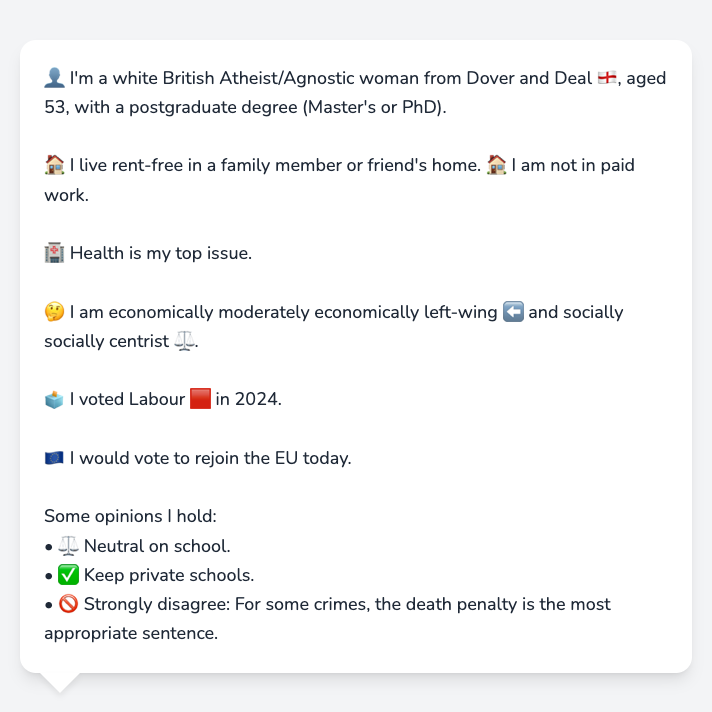 👤 I'm a white British Atheist/Agnostic woman from Dover and Deal 🏴󠁧󠁢󠁥󠁮󠁧󠁿, aged
53, with a postgraduate degree (Master's or PhD).
🏠 I live rent-free in a family member or friend's home. 🏠 I am not in paid
work.
🏥 Health is my top issue.
🤔 I am economically moderately economically left-wing ⬅️ and socially
socially centrist ⚖️.
🗳️ I voted Labour 🟥 in 2024.
🇪🇺 I would vote to rejoin the EU today.
Some opinions I hold:
• ⚖️ Neutral on school.
• ✅ Keep private schools.
• 🚫 Strongly disagree: For some crimes, the death penalty is the most
appropriate sentence.